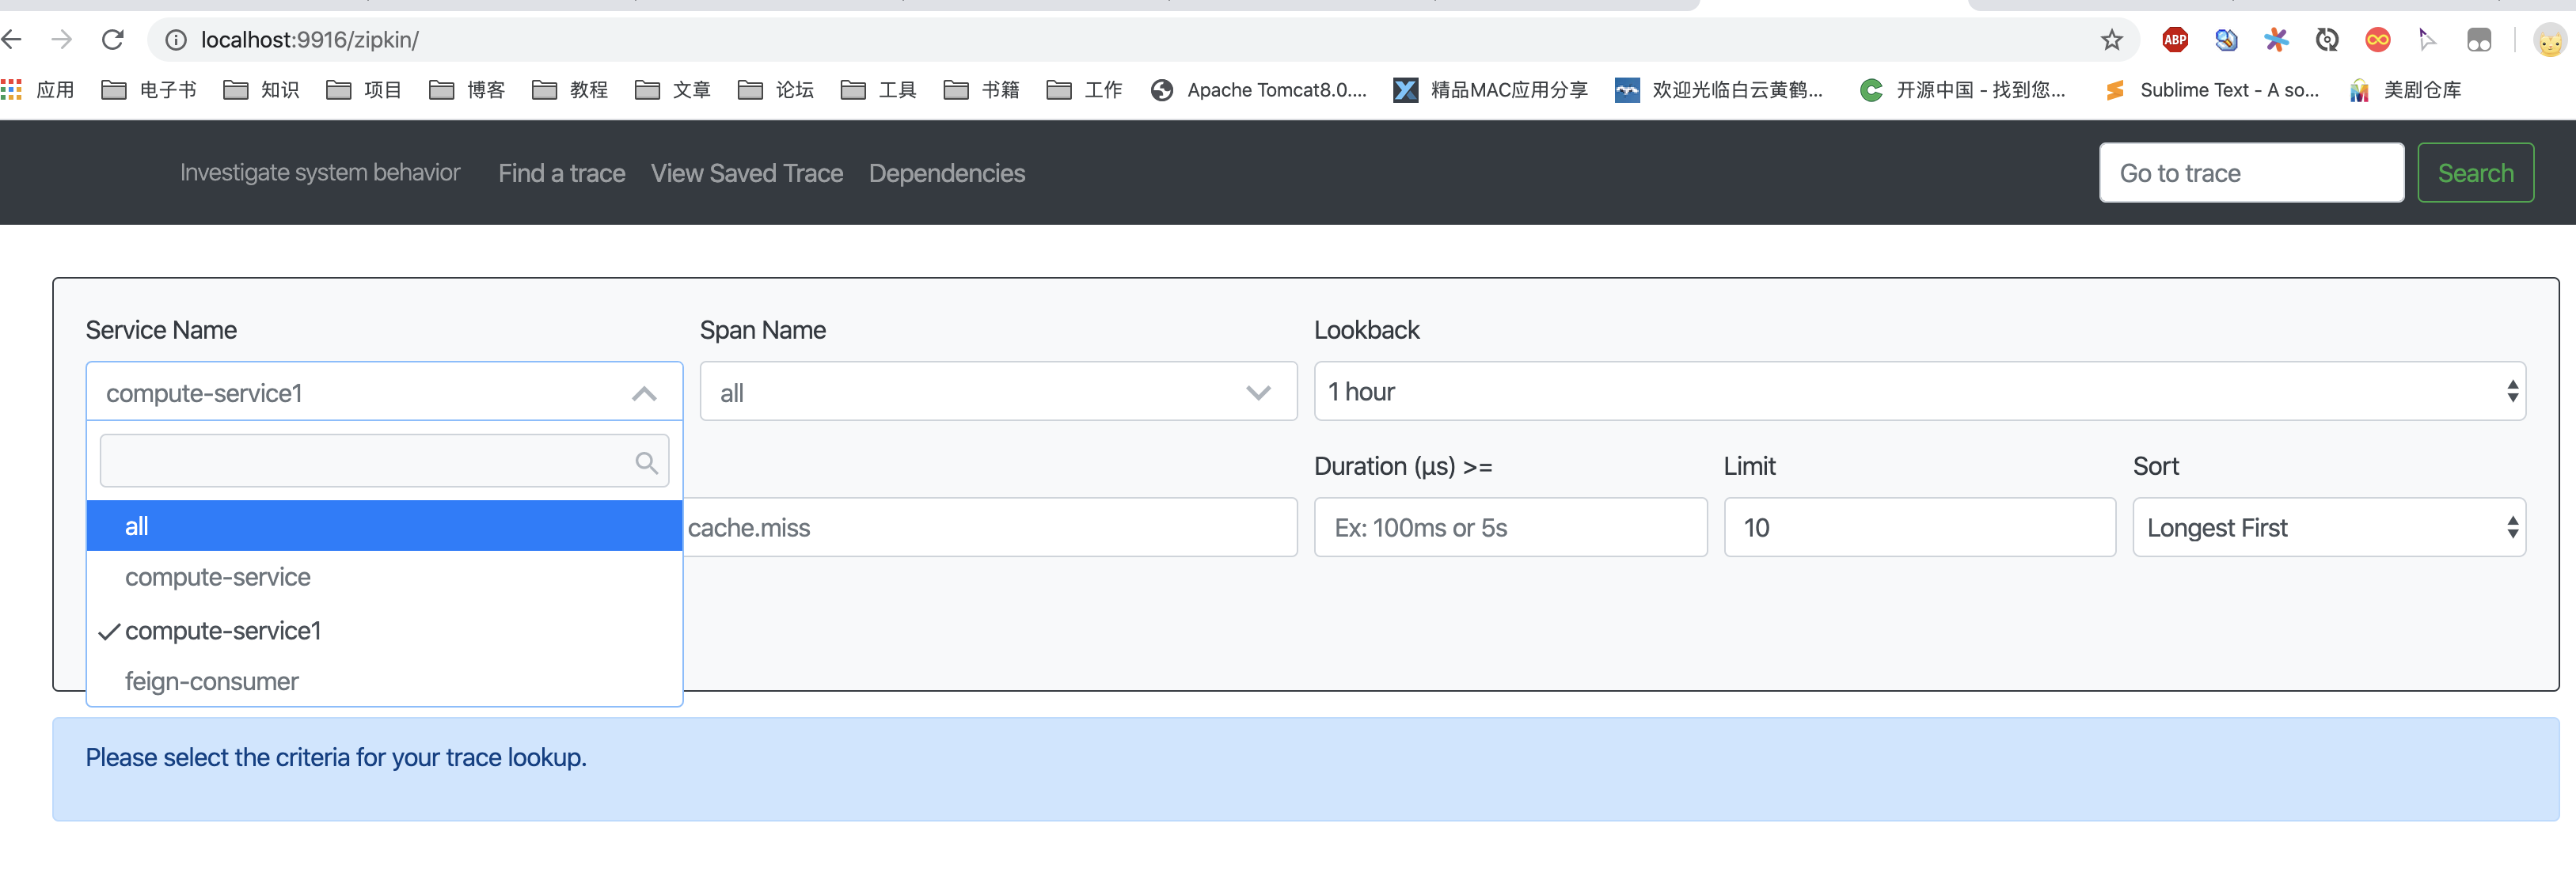 localhost:9916/zipkin/
ABP
应用 电子书 知识 项目 博客 教程 文章 论坛 工具 书籍 工作 Apache Tomcat8.0.... 精品MAC应用分享 欢迎光临白云黄鹤... 开源中国 - 找到您... Sublime Text - A so... 美剧仓库
Investigate system behavior Find a trace View Saved Trace Dependencies Go to trace Search
Service Name Span Name Lookback
compute-service1 all 1 hour
Duration (μs) >= Limit Sort
all cache.miss Ex: 100ms or 5s 10 Longest First
compute-service
compute-service1
feign-consumer
Please select the criteria for your trace lookup.